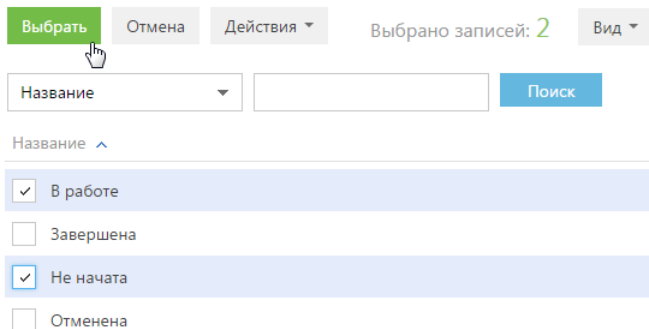 Выбрать Отмена Действия Выбрано записей: 2 Вид
Название Поиск
Название
В работе
Завершена
Не начата
Отменена